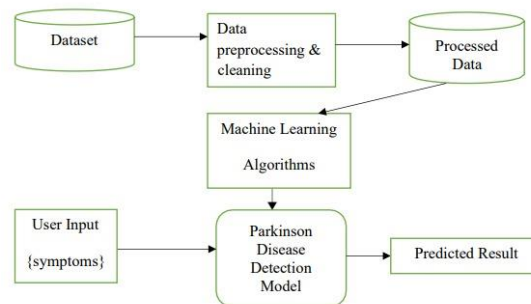 Dataset
Data
preprocessing &
cleaning
Processed
Data
Machine Learning
Algorithms
User Input
{symptoms}
Parkinson
Disease
Detection
Model
Predicted Result